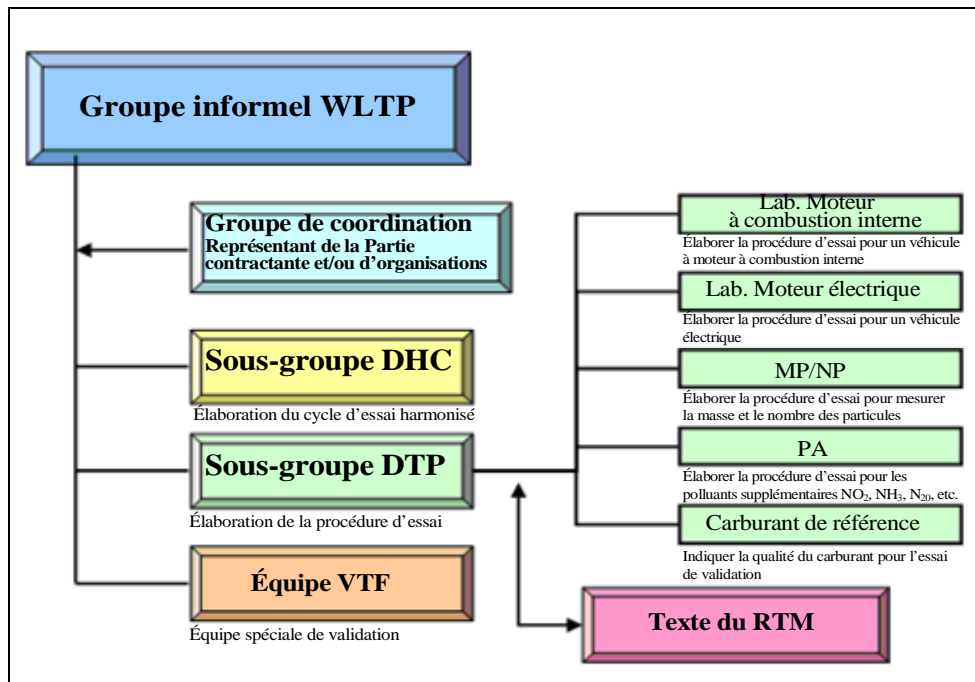 Groupe informel WLTP
Groupe de coordination
Représentant de la Partie
contractante et/ou d'organisations
Sous-groupe DHC
Élaboration du cycle d'essai harmonisé
Sous-groupe DTP
Élaboration de la procédure d'essai
Équipe VTF
Équipe spéciale de validation
Lab. Moteur
à combustion interne
Élaborer la procédure d'essai pour un véhicule
à moteur à combustion interne
Lab. Moteur électrique
Élaborer la procédure d'essai pour un véhicule
électrique
MP/NP
Élaborer la procédure d'essai pour mesurer
la masse et le nombre des particules
PA
Élaborer la procédure d'essai pour les
polluants supplémentaires NO₂, NH₃, N₂₀, etc.
Carburant de référence
Indiquer la qualité du carburant pour l'essai
de validation
Texte du RTM